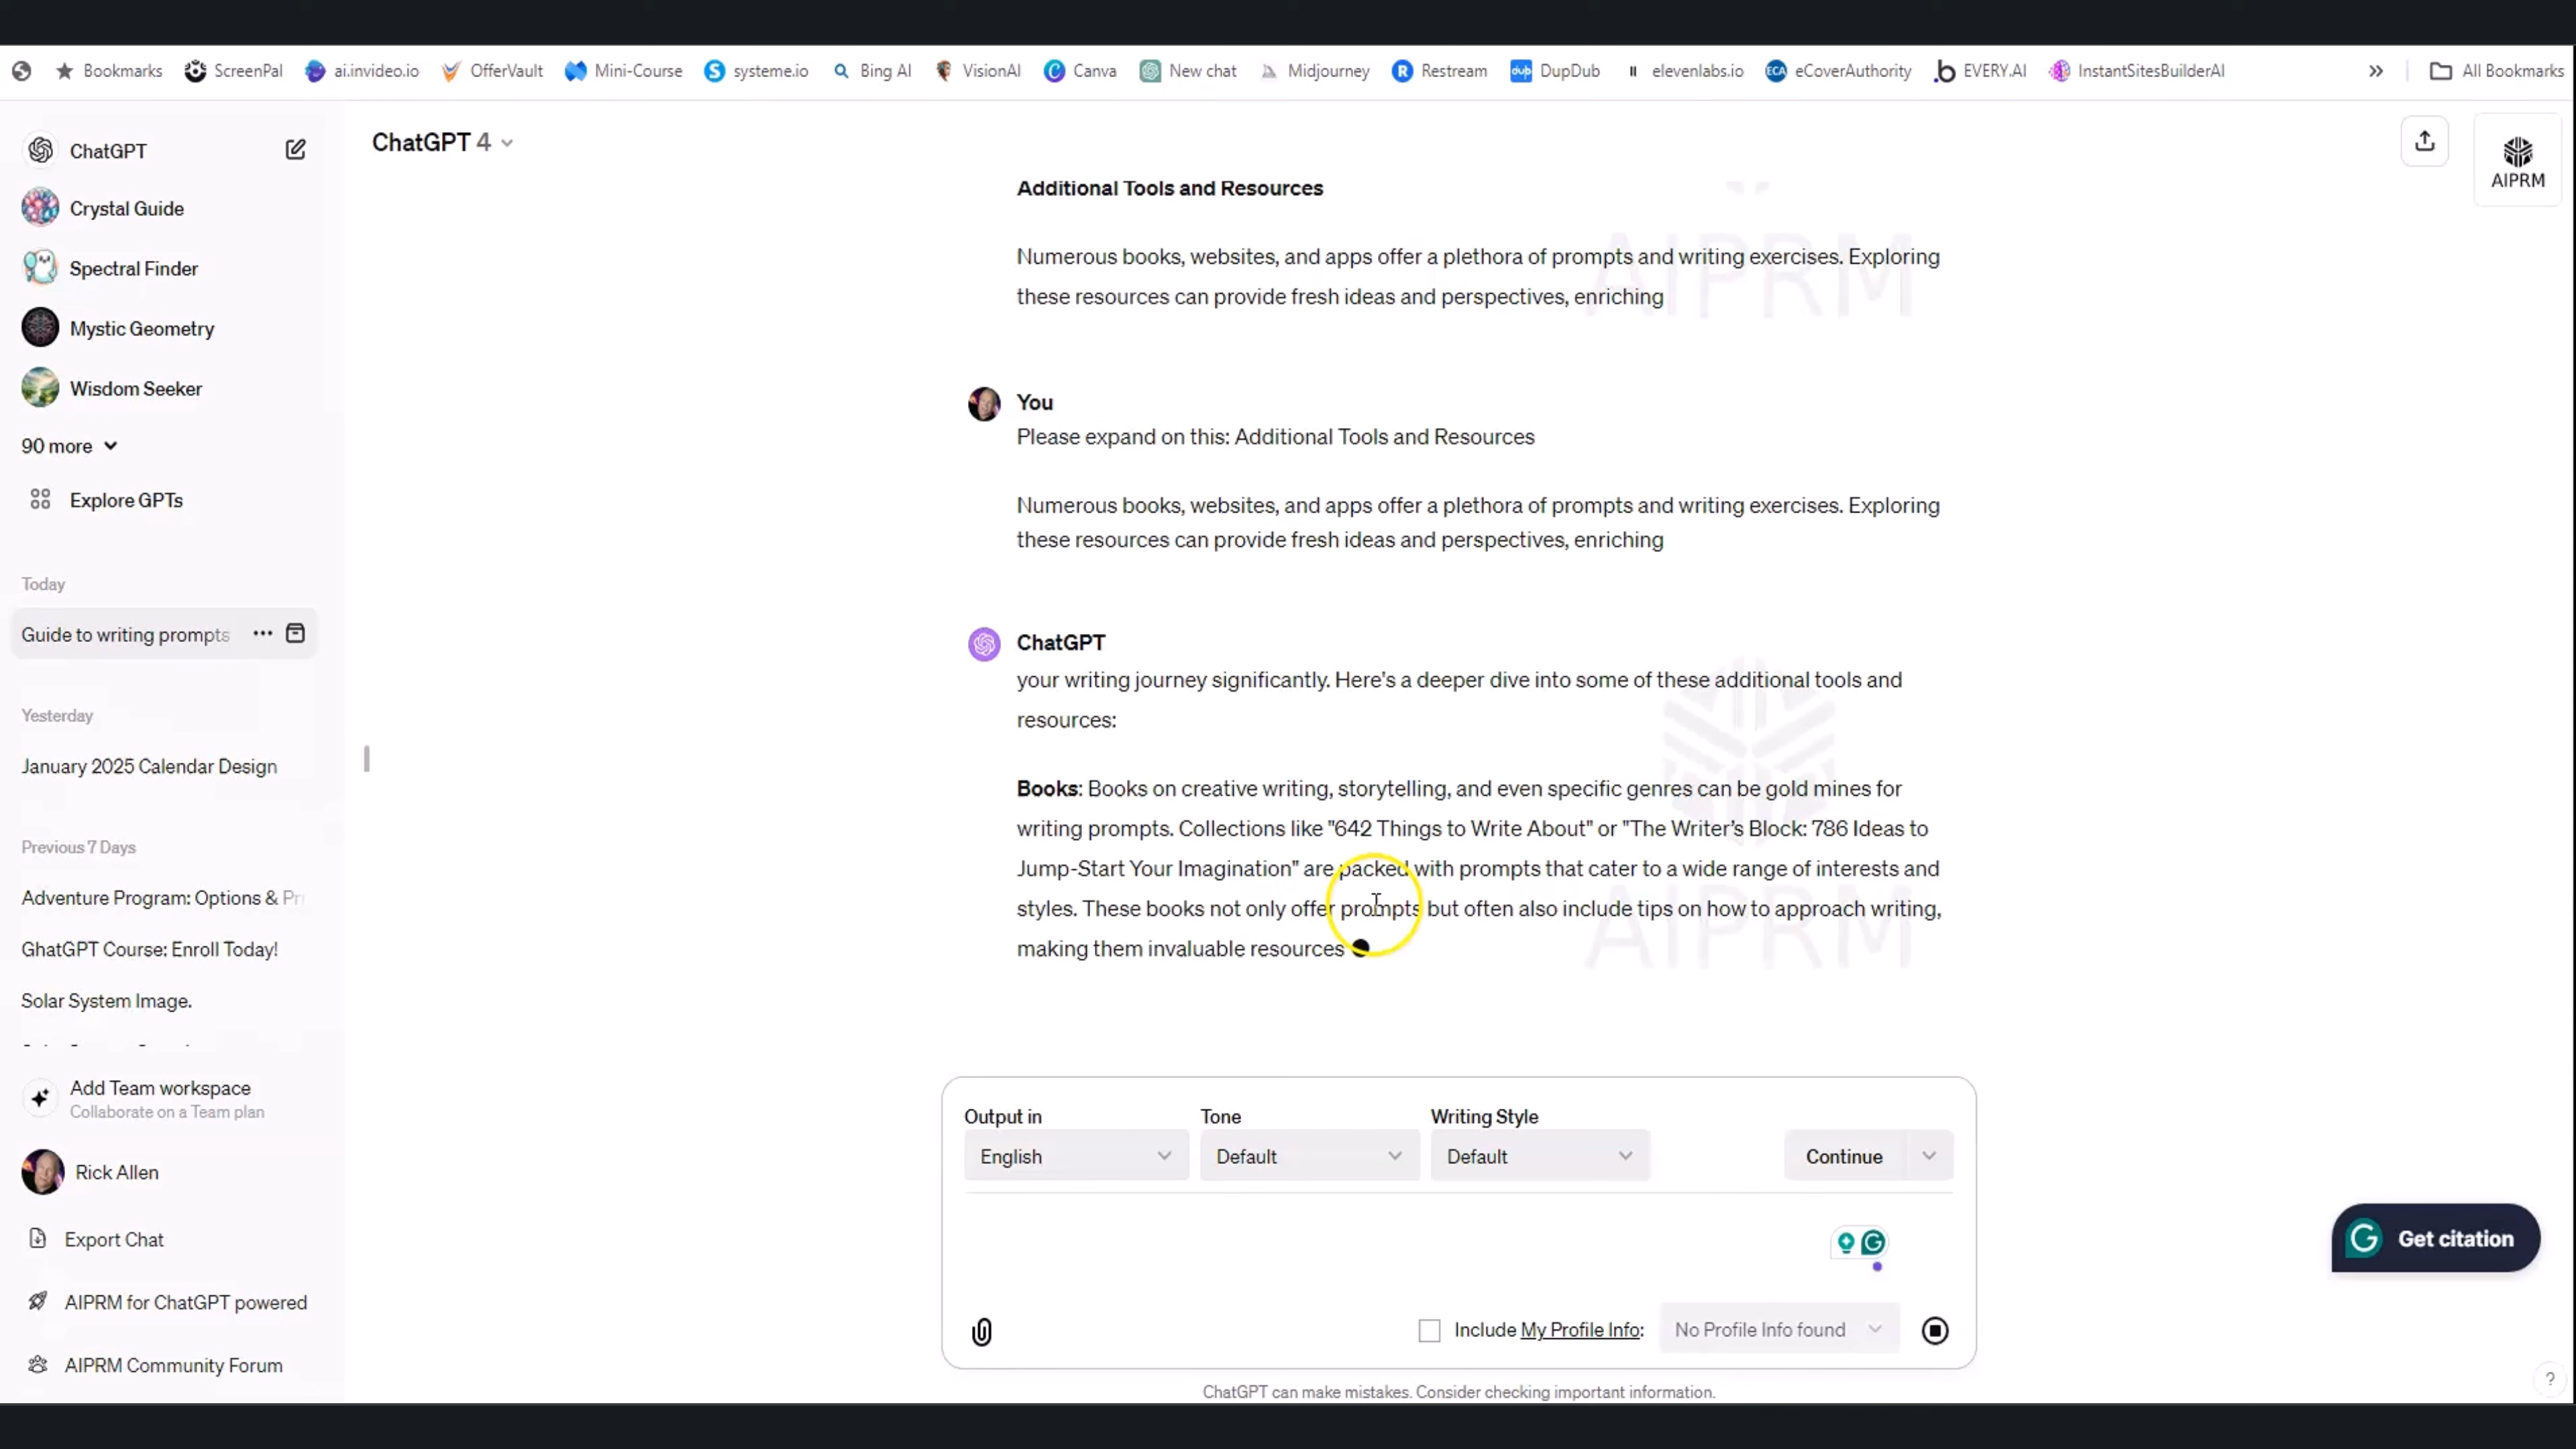 Bookmarks ScreenPal ai.invideo.io OfferVault Mini-Course systeme.io Bing AI VisionAI Canva New chat Midjourney Restream DupDub elevenlabs.io eCoverAuthority EVERY.AI InstantSitesBuilderAI » All Bookmarks
ChatGPT
Crystal Guide
Spectral Finder
Mystic Geometry
Wisdom Seeker
90 more
Explore GPTs
Today
Guide to writing prompts
Yesterday
January 2025 Calendar Design
Previous 7 Days
Adventure Program: Options & Pr
GhatGPT Course: Enroll Today!
Solar System Image.
Add Team workspace
Collaborate on a Team plan
Rick Allen
Export Chat
AIPRM for ChatGPT powered
AIPRM Community Forum
ChatGPT 4
AIPRM
Additional Tools and Resources
Numerous books, websites, and apps offer a plethora of prompts and writing exercises. Exploring
these resources can provide fresh ideas and perspectives, enriching
AIPRM
You
Please expand on this: Additional Tools and Resources
Numerous books, websites, and apps offer a plethora of prompts and writing exercises. Exploring
these resources can provide fresh ideas and perspectives, enriching
ChatGPT
your writing journey significantly. Here's a deeper dive into some of these additional tools and
resources:
Books: Books on creative writing, storytelling, and even specific genres can be gold mines for
writing prompts. Collections like "642 Things to Write About" or "The Writer's Block: 786 Ideas to
Jump-Start Your Imagination" are packed with prompts that cater to a wide range of interests and
styles. These books not only offer prompts but often also include tips on how to approach writing,
making them invaluable resources
AIPRM
Output in Tone Writing Style
English Default Default Continue
Include My Profile Info: No Profile Info found
Get citation
ChatGPT can make mistakes. Consider checking important information.
?